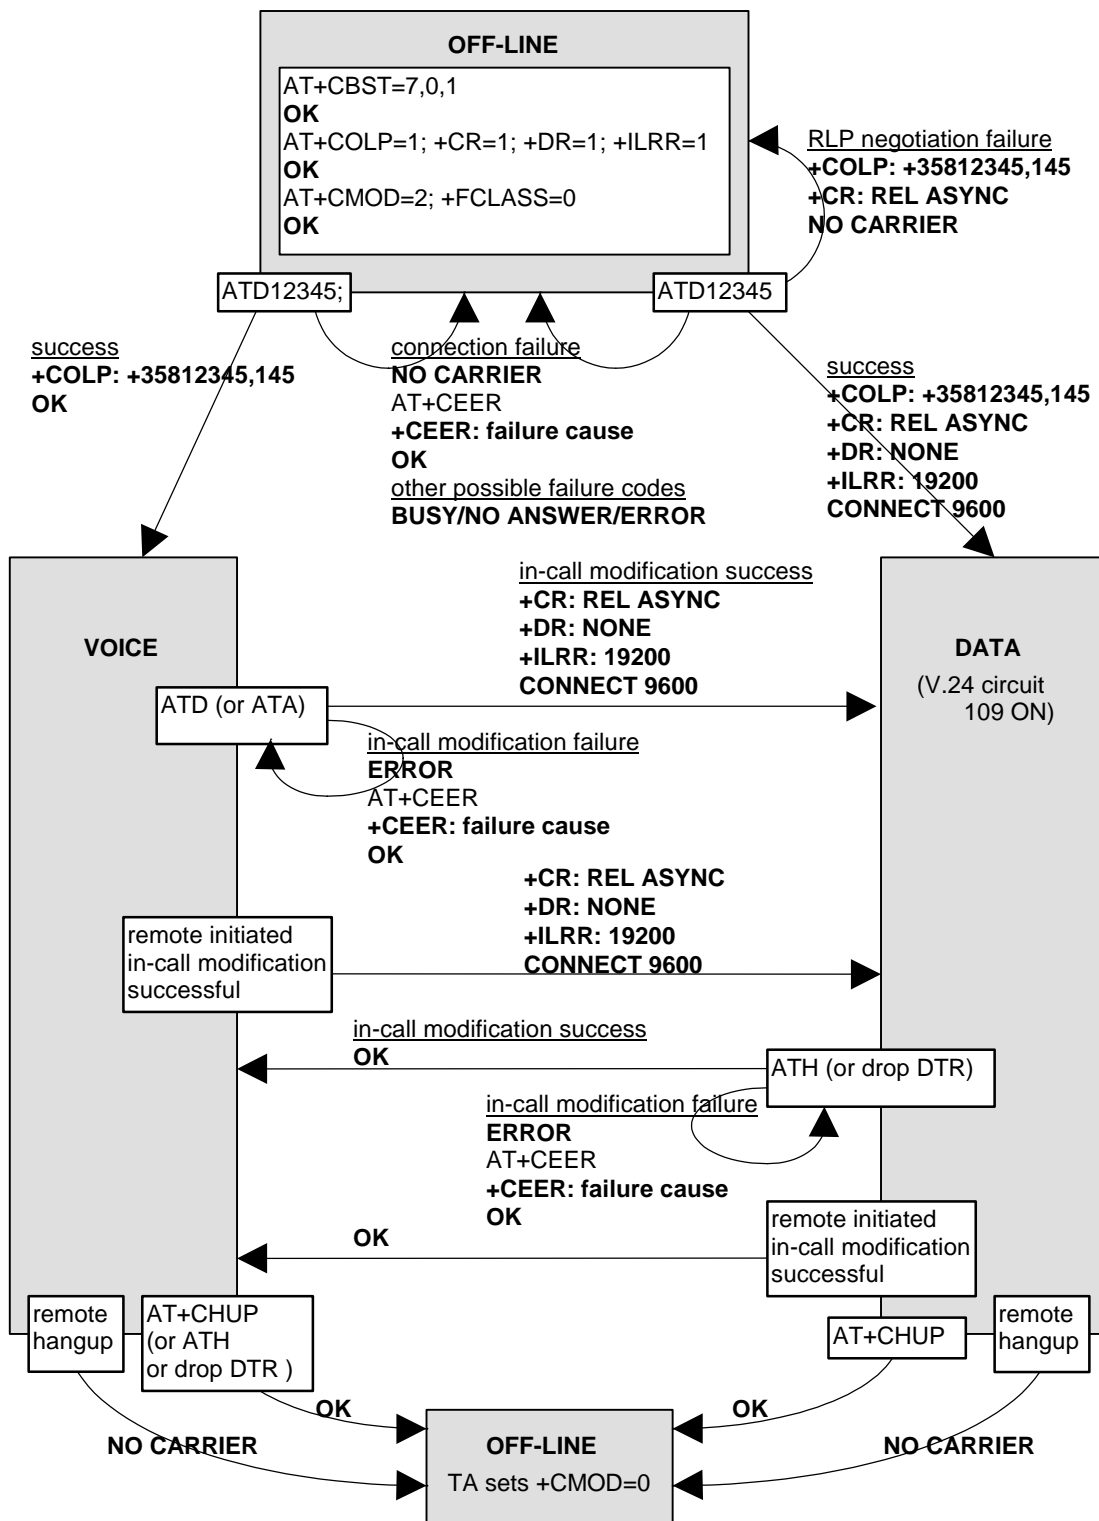 OFF-LINE
AT+CBST=7,0,1
OK
AT+COLP=1; +CR=1; +DR=1; +ILRR=1
OK
AT+CMOD=2; +FCLASS=0
OK
RLP negotiation failure
+COLP: +35812345,145
+CR: REL ASYNC
NO CARRIER
ATD12345;
ATD12345
success
+COLP: +35812345,145
OK
connection failure
NO CARRIER
AT+CEER
+CEER: failure cause
OK
other possible failure codes
BUSY/NO ANSWER/ERROR
success
+COLP: +35812345,145
+CR: REL ASYNC
+DR: NONE
+ILRR: 19200
CONNECT 9600
VOICE
in-call modification success
+CR: REL ASYNC
+DR: NONE
+ILRR: 19200
CONNECT 9600
DATA
(V.24 circuit
109 ON)
ATD (or ATA)
in-call modification failure
ERROR
AT+CEER
+CEER: failure cause
OK
+CR: REL ASYNC
+DR: NONE
+ILRR: 19200
CONNECT 9600
remote initiated
in-call modification
successful
in-call modification success
OK
ATH (or drop DTR)
in-call modification failure
ERROR
AT+CEER
+CEER: failure cause
OK
remote initiated
in-call modification
successful
OK
remote
hangup
AT+CHUP
(or ATH
or drop DTR )
AT+CHUP
remote
hangup
OK
OK
NO CARRIER
NO CARRIER
OFF-LINE
TA sets +CMOD=0